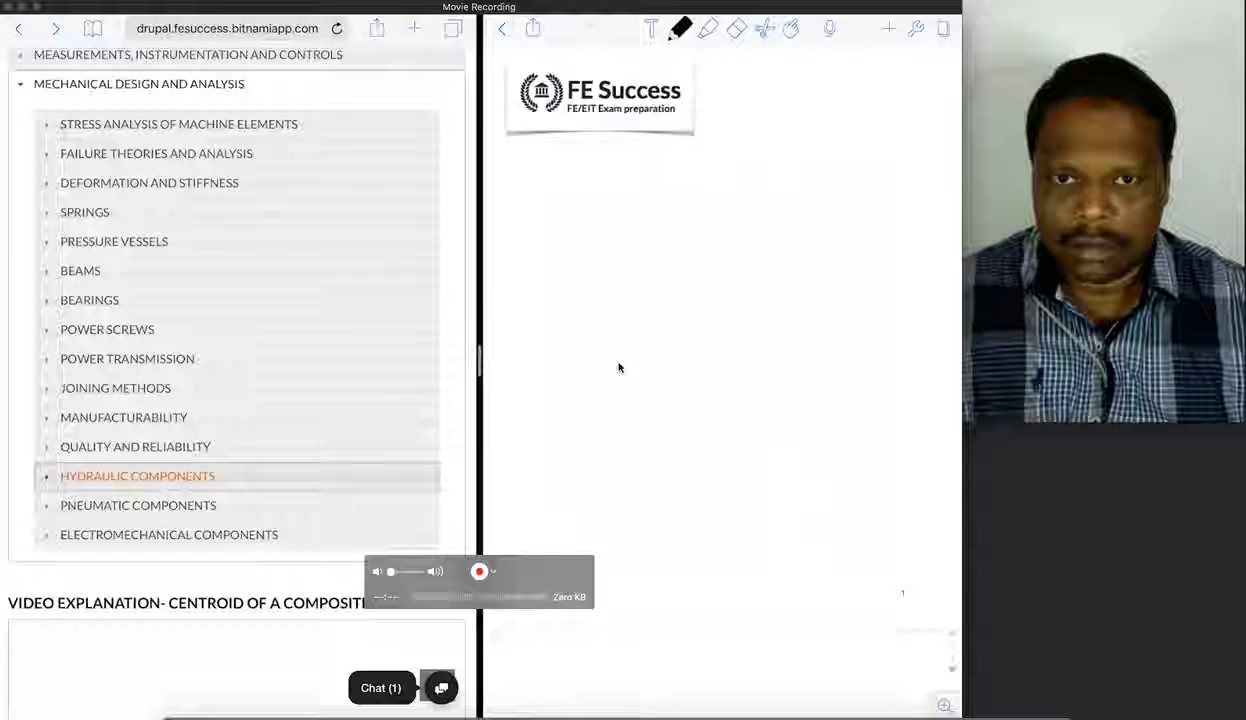 Movie Recording
drupal.fesuccess.bitnamiapp.com
MEASUREMENTS, INSTRUMENTATION AND CONTROLS
MECHANICAL DESIGN AND ANALYSIS
STRESS ANALYSIS OF MACHINE ELEMENTS
FAILURE THEORIES AND ANALYSIS
DEFORMATION AND STIFFNESS
SPRINGS
PRESSURE VESSELS
BEAMS
BEARINGS
POWER SCREWS
POWER TRANSMISSION
JOINING METHODS
MANUFACTURABILITY
QUALITY AND RELIABILITY
HYDRAULIC COMPONENTS
PNEUMATIC COMPONENTS
ELECTROMECHANICAL COMPONENTS
VIDEO EXPLANATION- CENTROID OF A COMPOSIT
Chat (1)
--:--
Zero KB
T
FE Success
FE/EIT Exam preparation
1